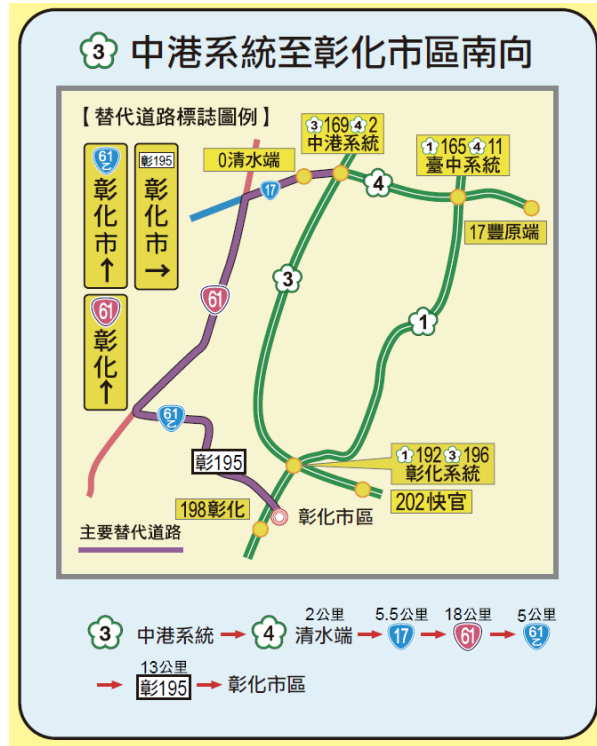 3 中港系統至彰化市區南向
【替代道路標誌圖例】
61乙
彰化市
↑
彰195
彰化市
→
61
彰化
↑
3 169 4 2
中港系統
1 165 4 11
臺中系統
0清水端
17
4
17豐原端
3
61
1
61乙
彰195
1 192 3 196
彰化系統
202快官
198彰化
彰化市區
主要替代道路
2公里 5.5公里 18公里 5公里
3 中港系統 → 4 清水端 → 17 → 61 → 61乙
13公里
→ 彰195 → 彰化市區